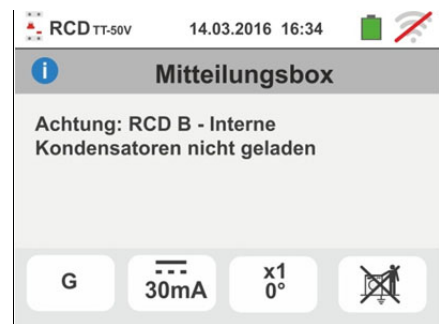 RCD TT-50V 14.03.2016 16:34
i Mitteilungsbox
Achtung: RCD B - Interne
Kondensatoren nicht geladen
G 30mA x1
0°